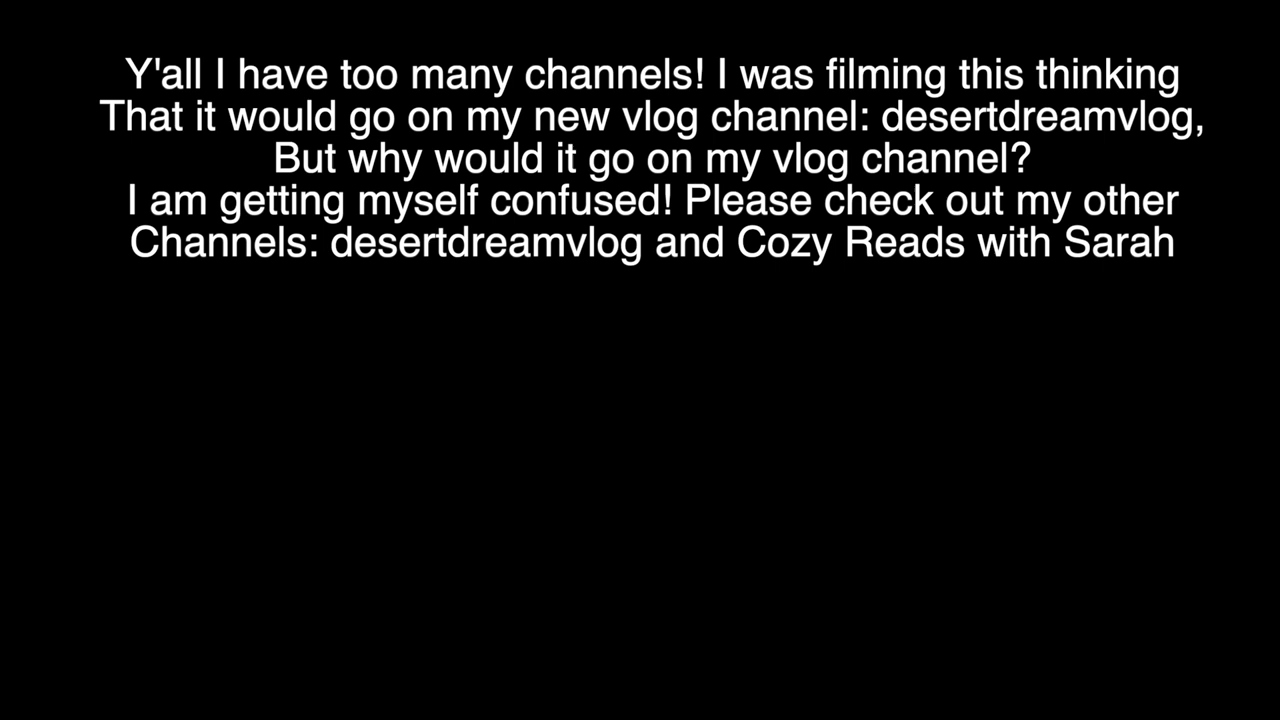 Y'all I have too many channels! I was filming this thinking
That it would go on my new vlog channel: desertdreamvlog,
But why would it go on my vlog channel?
I am getting myself confused! Please check out my other
Channels: desertdreamvlog and Cozy Reads with Sarah